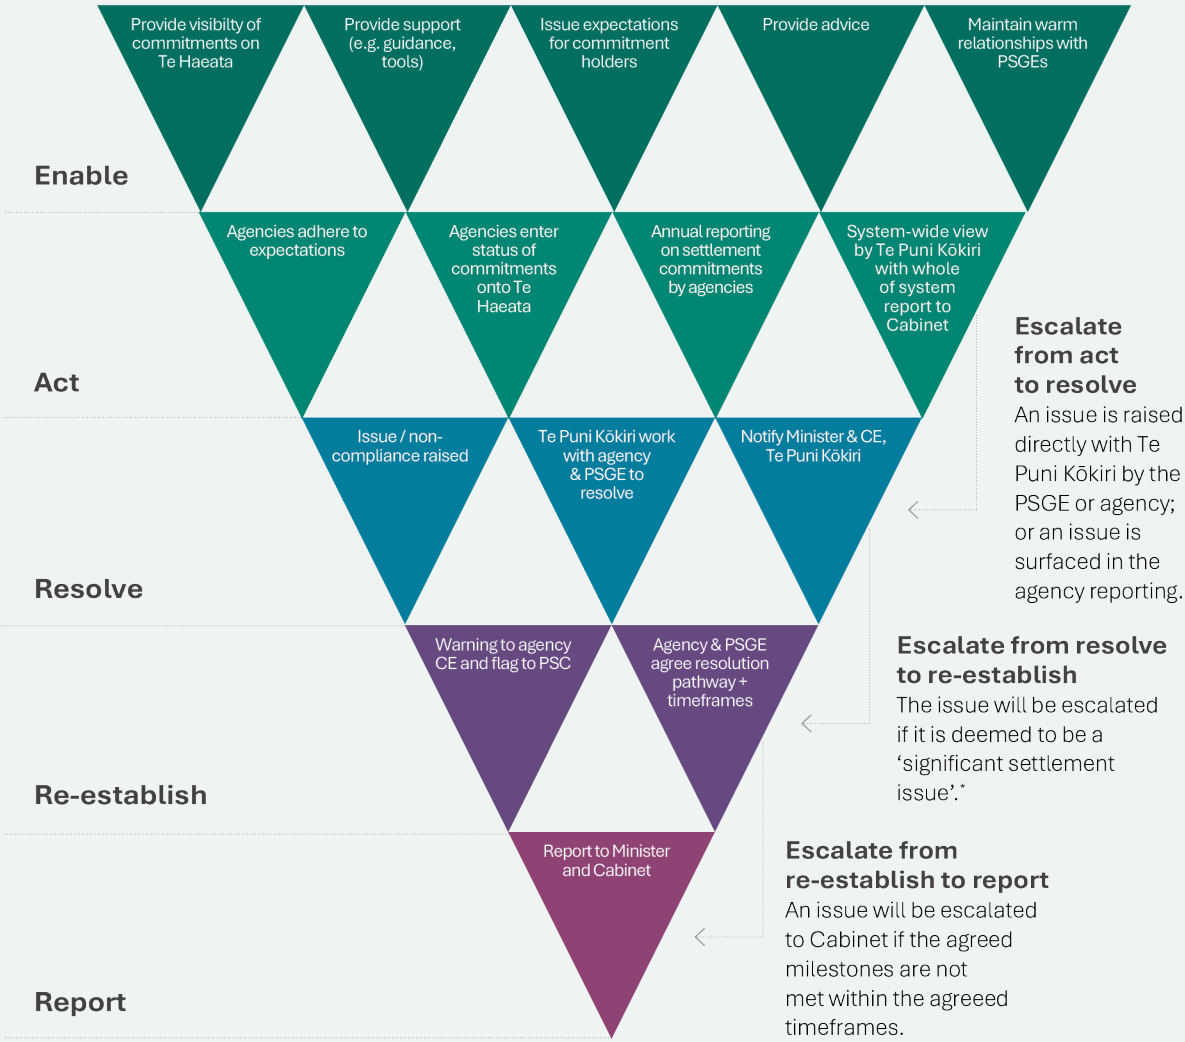 Provide visibilty of
commitments on
Te Haeata
Provide support
(e.g. guidance,
tools)
Issue expectations
for commitment
holders
Provide advice
Maintain warm
relationships with
PSGEs
Enable
Agencies adhere to
expectations
Agencies enter
status of
commitments
onto Te
Haeata
Annual reporting
on settlement
commitments
by agencies
System-wide view
by Te Puni Kōkiri
with whole
of system
report to
Cabinet
Act
Escalate
from act
to resolve
An issue is raised
directly with Te
Puni Kōkiri by the
PSGE or agency;
or an issue is
surfaced in the
agency reporting.
Issue / non-
compliance raised
Te Puni Kōkiri work
with agency
& PSGE to
resolve
Notify Minister & CE,
Te Puni Kōkiri
Resolve
Escalate from resolve
to re-establish
The issue will be escalated
if it is deemed to be a
‘significant settlement
issue’.*
Warning to agency
CE and flag to PSC
Agency & PSGE
agree resolution
pathway +
timeframes
Re-establish
Escalate from
re-establish to report
An issue will be escalated
to Cabinet if the agreed
milestones are not
met within the agreeed
timeframes.
Report to Minister
and Cabinet
Report